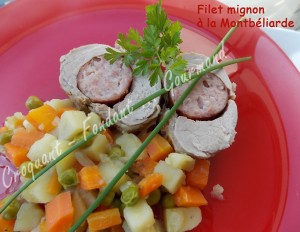 Filet mignon
à la Montbéliarde
Croquant Fondant Gourmand